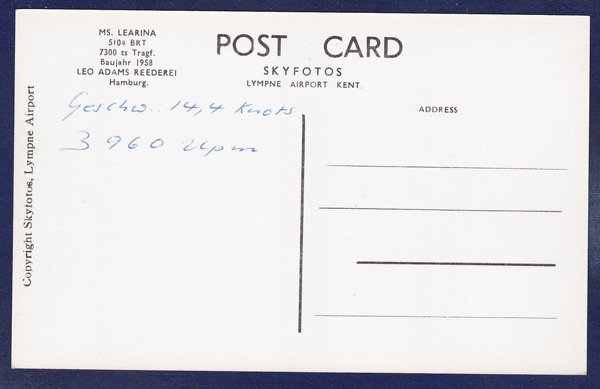 MS. LEARINA
5104 BRT
7300 ts Tragf.
Baujahr 1958
LEO ADAMS REEDEREI
Hamburg.
POST CARD
SKYFOTOS
LYMPNE AIRPORT KENT.
Geschw.. 14,4 Knots
3960 Upm
ADDRESS
Copyright Skyfotos, Lympne Airport